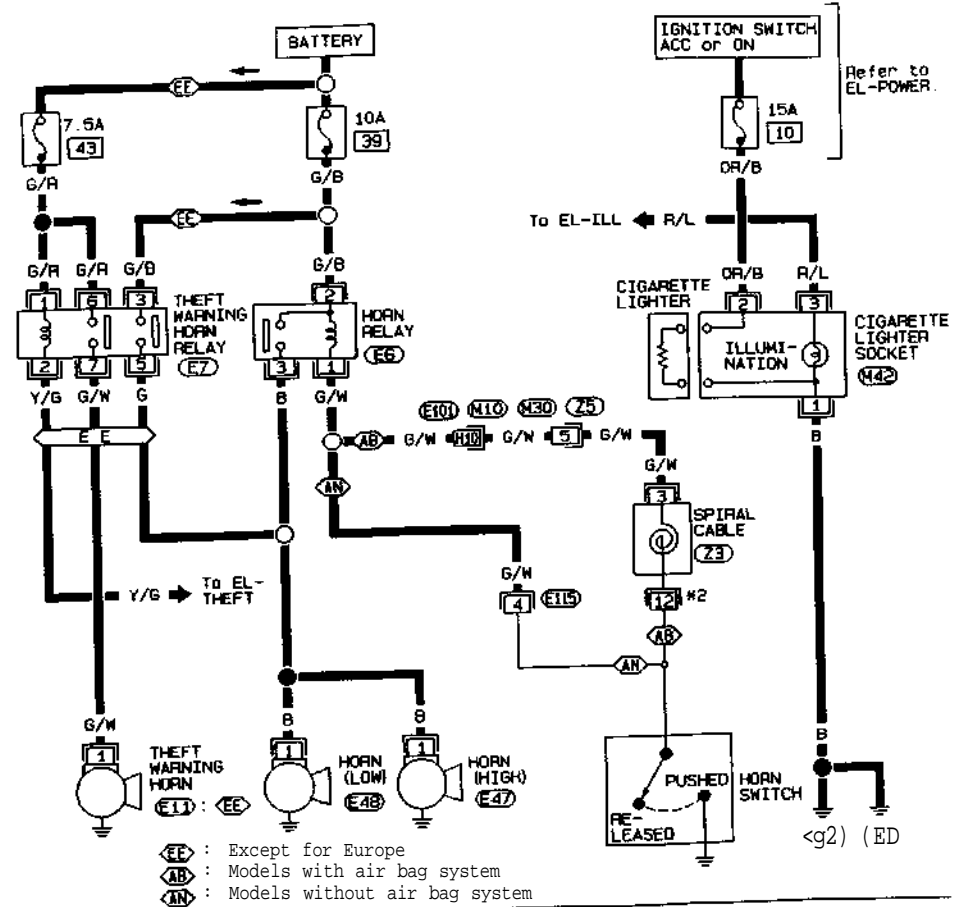 BATTERY
IGNITION SWITCH
ACC or ON
Refer to
EL-POWER.
EE
7.5A
43
10A
39
15A
10
G/R
G/B
OR/B
EE
To EL-ILL
R/L
G/R
G/R
G/B
G/B
OR/B
R/L
1
6
3
THEFT
WARNING
HORN
RELAY
E7
2
7
5
2
HORN
RELAY
E6
3
1
CIGARETTE
LIGHTER
2
3
ILLUMI-
NATION
CIGARETTE
LIGHTER
SOCKET
M42
1
Y/G
G/W
G
B
G/W
B
E E
E101
M10
M30
Z5
AB
G/W
H10
G/W
5
G/W
G/W
AN
3
SPIRAL
CABLE
Z3
12
*2
G/W
4
E115
AB
AN
Y/G
To EL-
THEFT
G/W
B
B
B
1
THEFT
WARNING
HORN
E11 : EE
1
HORN
(LOW)
E48
1
HORN
(HIGH)
E47
PUSHED
RE-
LEASED
HORN
SWITCH
<g2) (ED
EE : Except for Europe
AB : Models with air bag system
AN : Models without air bag system